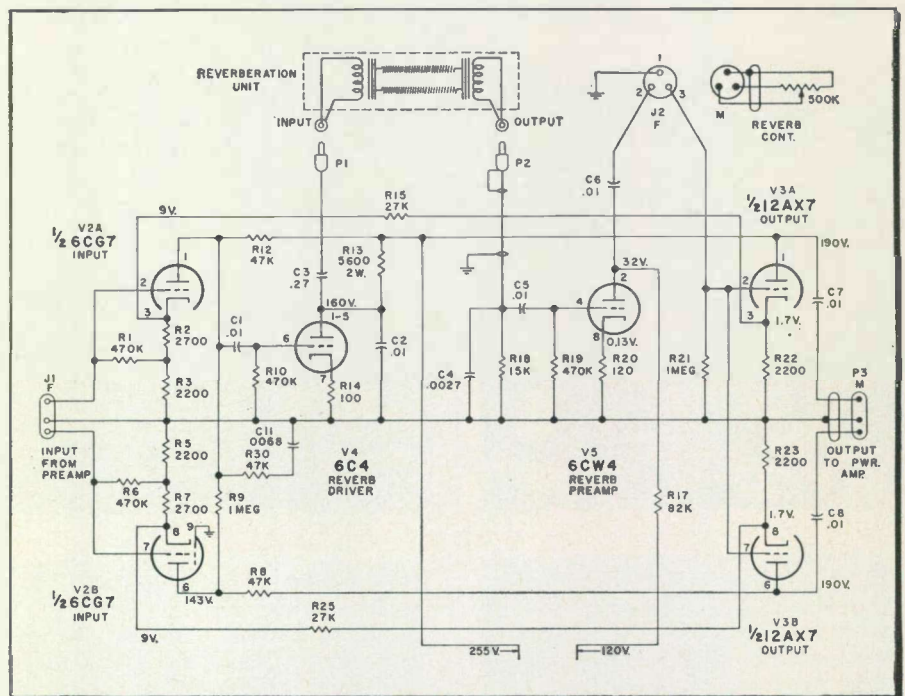 REVERBERATION
UNIT
INPUT
OUTPUT
P1
P2
1
2
3
J2
F
M
500K
REVERB
CONT.
C6
.01
R15
27K
9V.
V2A
1/2 6CG7
INPUT
1
2
3
R12
47K
R13
5600
2W.
C3
.27
160V.
1-5
6
7
C1
.01
R10
470K
R14
100
C2
.01
R2
2700
R1
470K
R3
2200
J1
F
INPUT
FROM
PREAMP
R5
2200
R6
470K
R7
2700
8
9
7
6
143V.
V2B
1/2 6CG7
INPUT
9V.
C11
.0068
R30
47K
R9
1MEG
R8
47K
R25
27K
V4
6C4
REVERB
DRIVER
C4
.0027
C5
.01
R18
15K
R19
470K
32V.
2
4
8
0.13V.
R20
120
V5
6CW4
REVERB
PREAMP
R17
82K
255V.
120V.
R21
1MEG
V3A
1/2 12AX7
OUTPUT
190V.
1
2
3
1.7V.
C7
.01
R22
2200
P3
M
OUTPUT
TO PWR.
AMP.
R23
2200
1.7V.
8
7
6
C8
.01
190V.
V3B
1/2 12AX7
OUTPUT